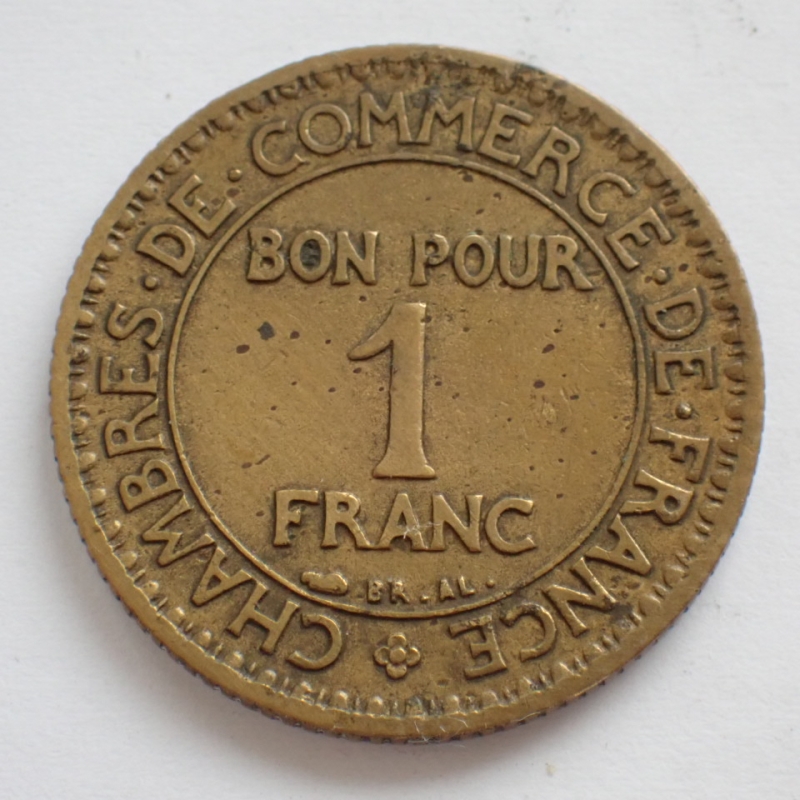 CHAMBRES·DE·COMMERCE·DE·FRANCE
BON POUR
1
FRANC
BR.AL.